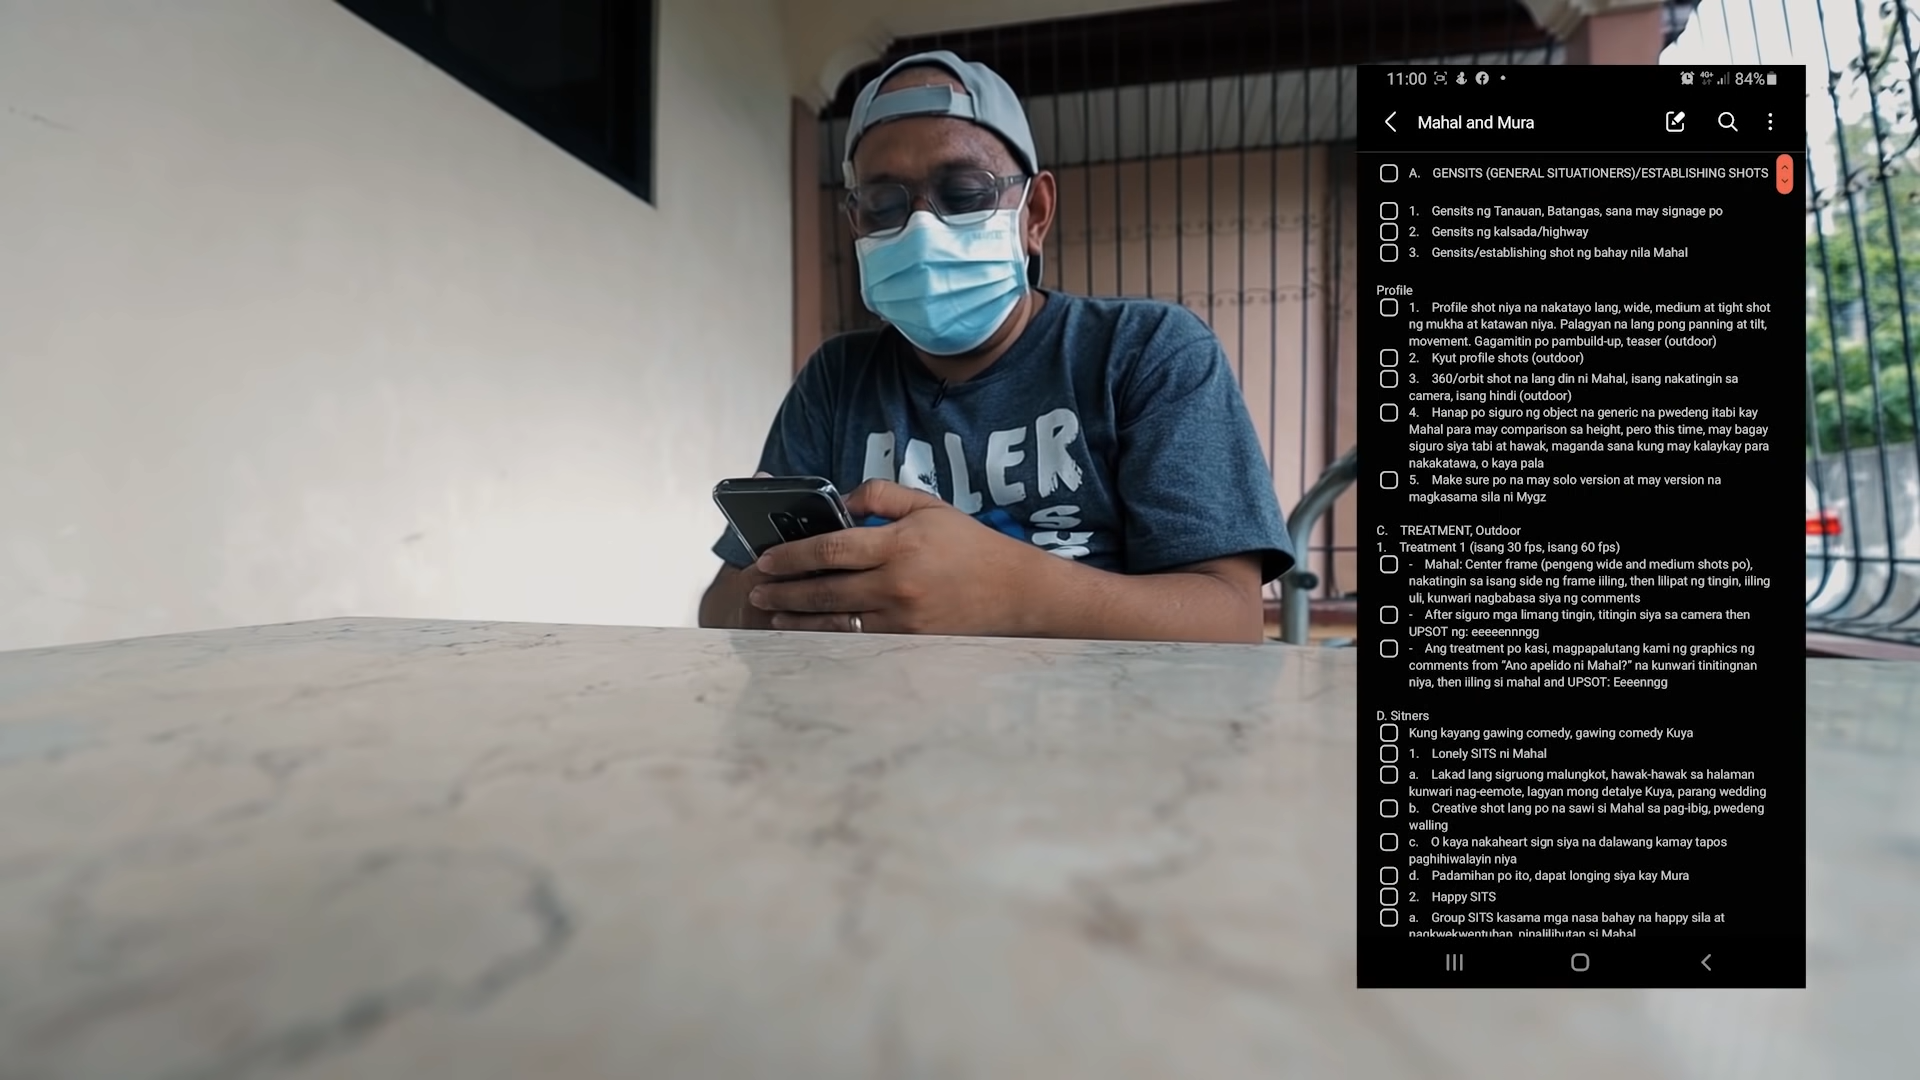 BALER
11:00
4G+
84%
Mahal and Mura
A. GENSITS (GENERAL SITUATIONERS)/ESTABLISHING SHOTS
1. Gensits ng Tanauan, Batangas, sana may signage po
2. Gensits ng kalsada/highway
3. Gensits/establishing shot ng bahay nila Mahal
Profile
1. Profile shot niya na nakatayo lang, wide, medium at tight shot
ng mukha at katawan niya. Palagyan na lang pong panning at tilt,
movement. Gagamitin po pambuild-up, teaser (outdoor)
2. Kyut profile shots (outdoor)
3. 360/orbit shot na lang din ni Mahal, isang nakatingin sa
camera, isang hindi (outdoor)
4. Hanap po siguro ng object na generic na pwedeng itabi kay
Mahal para may comparison sa height, pero this time, may bagay
siguro siya tabi at hawak, maganda sana kung may kalaykay para
nakakatawa, o kaya pala
5. Make sure po na may solo version at may version na
magkasama sila ni Mygz
C. TREATMENT, Outdoor
1. Treatment 1 (isang 30 fps, isang 60 fps)
- Mahal: Center frame (pengeng wide and medium shots po),
nakatingin sa isang side ng frame iiling, then lilipat ng tingin, iiling
uli, kunwari nagbabasa siya ng comments
- After siguro mga limang tingin, titingin siya sa camera then
UPSOT ng: eeeeennngg
- Ang treatment po kasi, magpapalutang kami ng graphics ng
comments from “Ano apelido ni Mahal?” na kunwari tinitingnan
niya, then iiling si mahal and UPSOT: Eeeenngg
D. Sitners
Kung kayang gawing comedy, gawing comedy Kuya
1. Lonely SITS ni Mahal
a. Lakad lang sigruong malungkot, hawak-hawak sa halaman
kunwari nag-eemote, lagyan mong detalye Kuya, parang wedding
b. Creative shot lang po na sawi si Mahal sa pag-ibig, pwedeng
walling
c. O kaya nakaheart sign siya na dalawang kamay tapos
paghihiwalayin niya
d. Padamihan po ito, dapat longing siya kay Mura
2. Happy SITS
a. Group SITS kasama mga nasa bahay na happy sila at
nagkwekwentuhan, pinalilibutan si Mahal